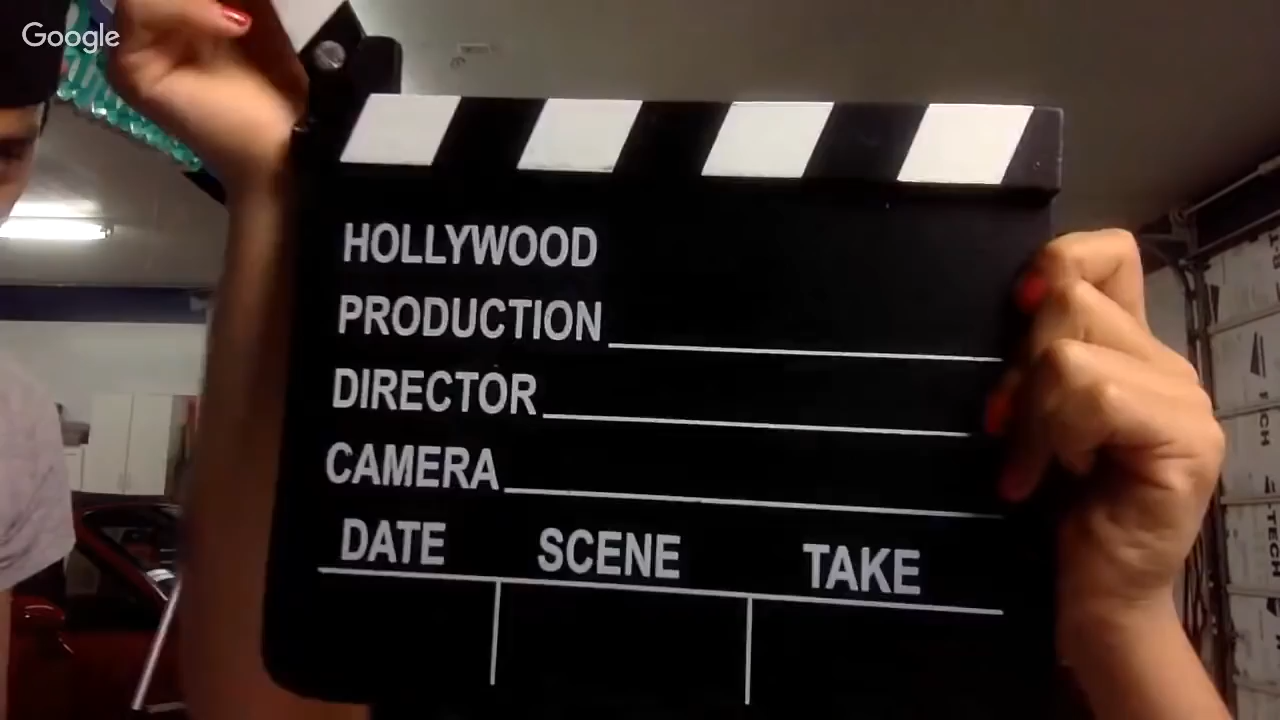 Google
HOLLYWOOD
PRODUCTION
DIRECTOR
CAMERA
DATE SCENE TAKE